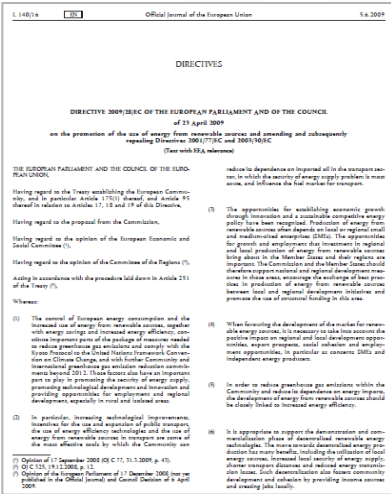 L 140/16
EN
Official Journal of the European Union
5.6.2009
DIRECTIVES
DIRECTIVE 2009/28/EC OF THE EUROPEAN PARLIAMENT AND OF THE COUNCIL
of 23 April 2009
on the promotion of the use of energy from renewable sources and amending and subsequently
repealing Directives 2001/77/EC and 2003/30/EC
(Text with EEA relevance)
THE EUROPEAN PARLIAMENT AND THE COUNCIL OF THE EURO-
PEAN UNION,
Having regard to the Treaty establishing the European Commu-
nity, and in particular Article 175(1) thereof, and Article 95
thereof in relation to Articles 17, 18 and 19 of this Directive,
Having regard to the proposal from the Commission,
Having regard to the opinion of the European Economic and
Social Committee (1),
Having regard to the opinion of the Committee of the Regions (2),
Acting in accordance with the procedure laid down in Article 251
of the Treaty (3),
Whereas:
(1) The control of European energy consumption and the
increased use of energy from renewable sources, together
with energy savings and increased energy efficiency, con-
stitute important parts of the package of measures needed
to reduce greenhouse gas emissions and comply with the
Kyoto Protocol to the United Nations Framework Conven-
tion on Climate Change, and with further Community and
international greenhouse gas emission reduction commit-
ments beyond 2012. Those factors also have an important
part to play in promoting the security of energy supply,
promoting technological development and innovation and
providing opportunities for employment and regional
development, especially in rural and isolated areas.
(2) In particular, increasing technological improvements,
incentives for the use and expansion of public transport,
the use of energy efficiency technologies and the use of
energy from renewable sources in transport are some of
the most effective tools by which the Community can
(1) Opinion of 17 September 2008 (OJ C 77, 31.3.2009, p. 43).
(2) OJ C 325, 19.12.2008, p. 12.
(3) Opinion of the European Parliament of 17 December 2008 (not yet
published in the Official Journal) and Council Decision of 6 April
2009.
reduce its dependence on imported oil in the transport sec-
tor, in which the security of energy supply problem is most
acute, and influence the fuel market for transport.
(3) The opportunities for establishing economic growth
through innovation and a sustainable competitive energy
policy have been recognised. Production of energy from
renewable sources often depends on local or regional small
and medium-sized enterprises (SMEs). The opportunities
for growth and employment that investment in regional
and local production of energy from renewable sources
bring about in the Member States and their regions are
important. The Commission and the Member States should
therefore support national and regional development mea-
sures in those areas, encourage the exchange of best prac-
tices in production of energy from renewable sources
between local and regional development initiatives and
promote the use of structural funding in this area.
(4) When favouring the development of the market for renew-
able energy sources, it is necessary to take into account the
positive impact on regional and local development oppor-
tunities, export prospects, social cohesion and employ-
ment opportunities, in particular as concerns SMEs and
independent energy producers.
(5) In order to reduce greenhouse gas emissions within the
Community and reduce its dependence on energy imports,
the development of energy from renewable sources should
be closely linked to increased energy efficiency.
(6) It is appropriate to support the demonstration and com-
mercialisation phase of decentralised renewable energy
technologies. The move towards decentralised energy pro-
duction has many benefits, including the utilisation of local
energy sources, increased local security of energy supply,
shorter transport distances and reduced energy transmis-
sion losses. Such decentralisation also fosters community
development and cohesion by providing income sources
and creating jobs locally.